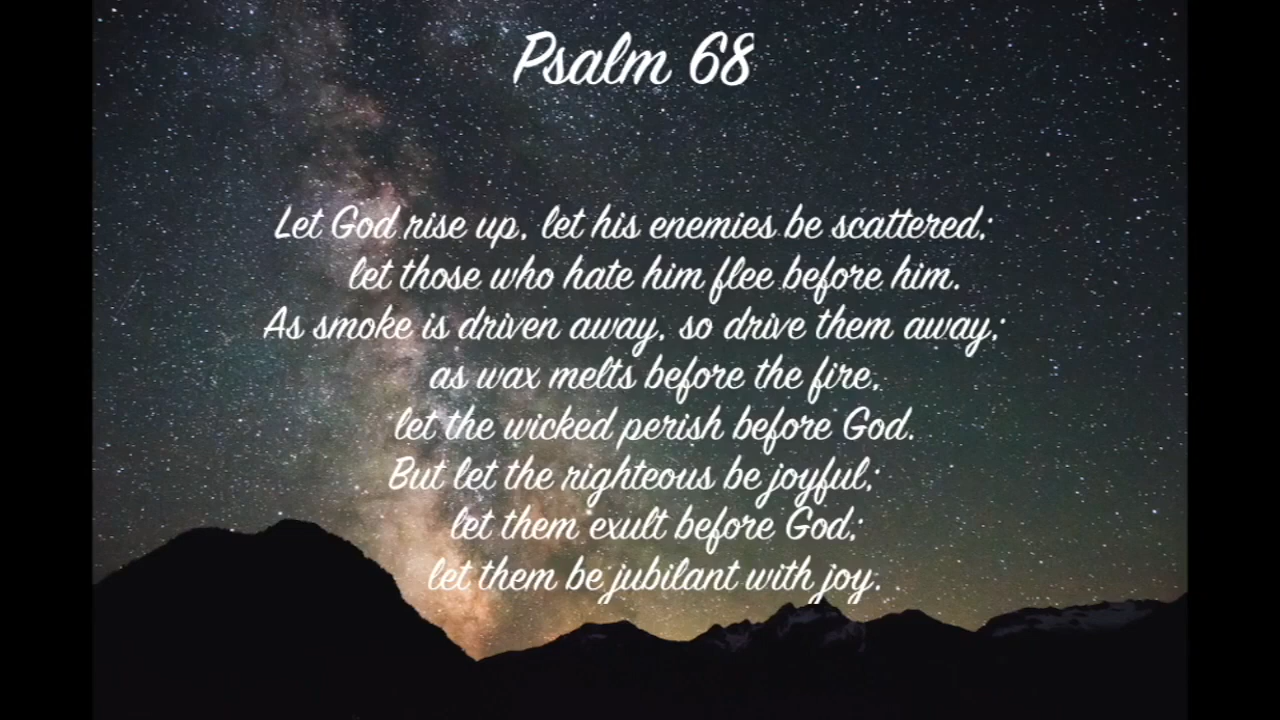 Psalm 68
Let God rise up, let his enemies be scattered;
let those who hate him flee before him.
As smoke is driven away, so drive them away;
as wax melts before the fire,
let the wicked perish before God.
But let the righteous be joyful;
let them exult before God;
let them be jubilant with joy.